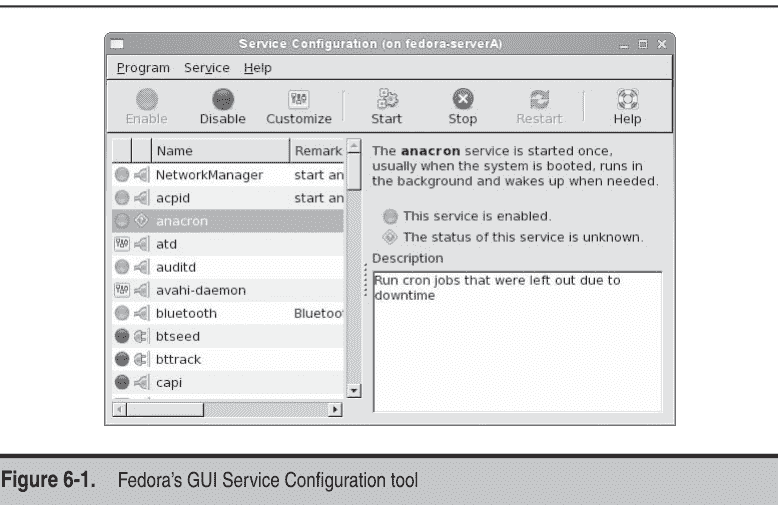 Service Configuration (on fedora-serverA)
Program Service Help
Enable Disable Customize Start Stop Restart Help
Name Remark
NetworkManager start an
acpid start an
anacron
atd
auditd
avahi-daemon
bluetooth Bluetoo
btseed
bttrack
capi
The anacron service is started once,
usually when the system is booted, runs in
the background and wakes up when needed.
This service is enabled.
The status of this service is unknown.
Description
Run cron jobs that were left out due to
downtime
Figure 6-1. Fedora's GUI Service Configuration tool